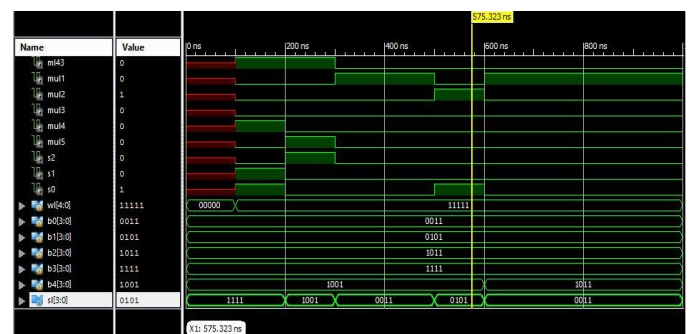 575.323 ns
Name Value 0 ns 200 ns 400 ns 600 ns 800 ns
ml43 0
mul1 0
mul2 1
mul3 0
mul4 0
mul5 0
s2 0
s1 0
s0 1
wl[4:0] 11111 00000 11111
b0[3:0] 0011 0011
b1[3:0] 0101 0101
b2[3:0] 1011 1011
b3[3:0] 1111 1111
b4[3:0] 1001 1001 1011
sl[3:0] 0101 1111 1001 0011 0101 0011
X1: 575.323 ns